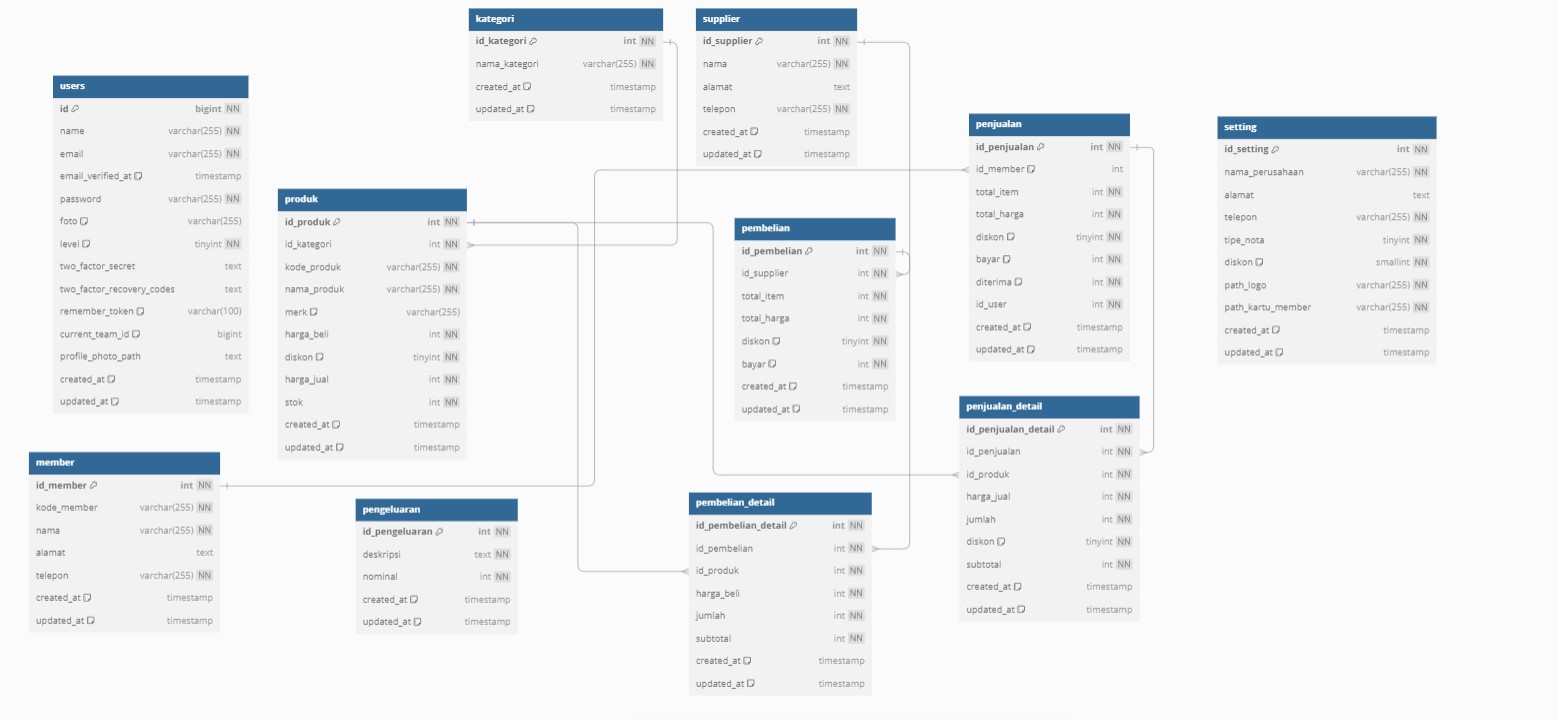 kategori
id_kategori int NN
nama_kategori varchar(255) NN
created_at timestamp
updated_at timestamp
supplier
id_supplier int NN
nama varchar(255) NN
alamat text
telepon varchar(255) NN
created_at timestamp
updated_at timestamp
users
id bigint NN
name varchar(255) NN
email varchar(255) NN
email_verified_at timestamp
password varchar(255) NN
foto varchar(255)
level tinyint NN
two_factor_secret text
two_factor_recovery_codes text
remember_token varchar(100)
current_team_id bigint
profile_photo_path text
created_at timestamp
updated_at timestamp
penjualan
id_penjualan int NN
id_member int
total_item int NN
total_harga int NN
diskon tinyint NN
bayar int NN
diterima int NN
id_user int NN
created_at timestamp
updated_at timestamp
setting
id_setting int NN
nama_perusahaan varchar(255) NN
alamat text
telepon varchar(255) NN
tipe_nota tinyint NN
diskon smallint NN
path_logo varchar(255) NN
path_kartu_member varchar(255) NN
created_at timestamp
updated_at timestamp
produk
id_produk int NN
id_kategori int NN
kode_produk varchar(255) NN
nama_produk varchar(255) NN
merk varchar(255)
harga_beli int NN
diskon tinyint NN
harga_jual int NN
stok int NN
created_at timestamp
updated_at timestamp
pembelian
id_pembelian int NN
id_supplier int NN
total_item int NN
total_harga int NN
diskon tinyint NN
bayar int NN
created_at timestamp
updated_at timestamp
penjualan_detail
id_penjualan_detail int NN
id_penjualan int NN
id_produk int NN
harga_jual int NN
jumlah int NN
diskon tinyint NN
subtotal int NN
created_at timestamp
updated_at timestamp
member
id_member int NN
kode_member varchar(255) NN
nama varchar(255) NN
alamat text
telepon varchar(255) NN
created_at timestamp
updated_at timestamp
pengeluaran
id_pengeluaran int NN
deskripsi text NN
nominal int NN
created_at timestamp
updated_at timestamp
pembelian_detail
id_pembelian_detail int NN
id_pembelian int NN
id_produk int NN
harga_beli int NN
jumlah int NN
subtotal int NN
created_at timestamp
updated_at timestamp